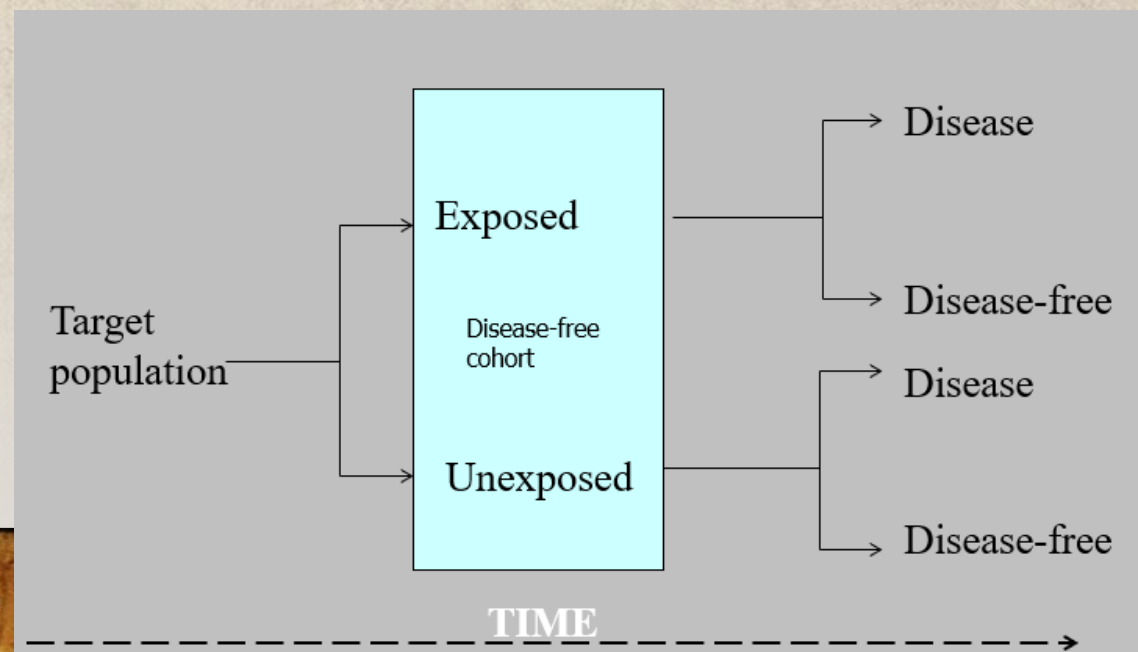 Disease
Exposed
Disease-free
Target
population
Disease-free
cohort
Disease
Unexposed
Disease-free
TIME